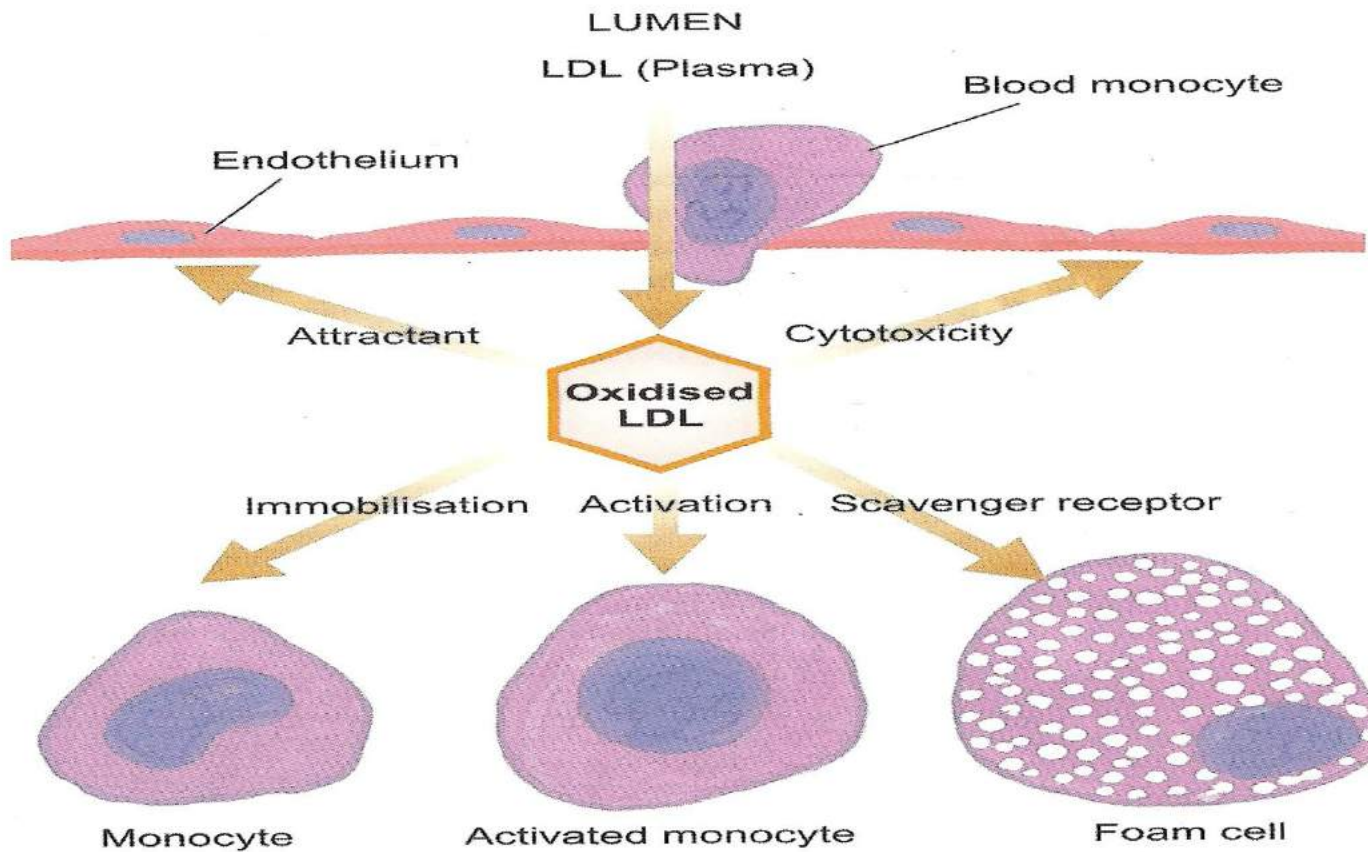 LUMEN
LDL (Plasma)
Blood monocyte
Endothelium
Attractant
Cytotoxicity
Oxidised
LDL
Immobilisation
Activation
Scavenger receptor
Monocyte
Activated monocyte
Foam cell